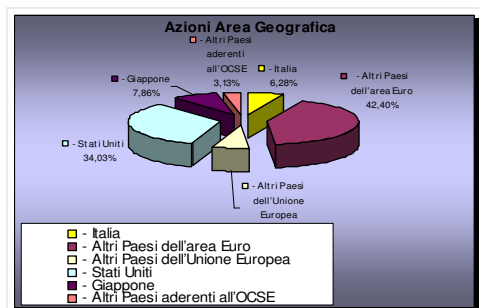 Azioni Area Geografica
- Altri Paesi
aderenti
all'OCSE
3,13%
- Italia
6,28%
- Giappone
7,86%
- Altri Paesi
dell'area Euro
42,40%
- Stati Uniti
34,03%
- Altri Paesi
dell'Unione
Europea
- Italia
- Altri Paesi dell'area Euro
- Altri Paesi dell'Unione Europea
- Stati Uniti
- Giappone
- Altri Paesi aderenti all'OCSE